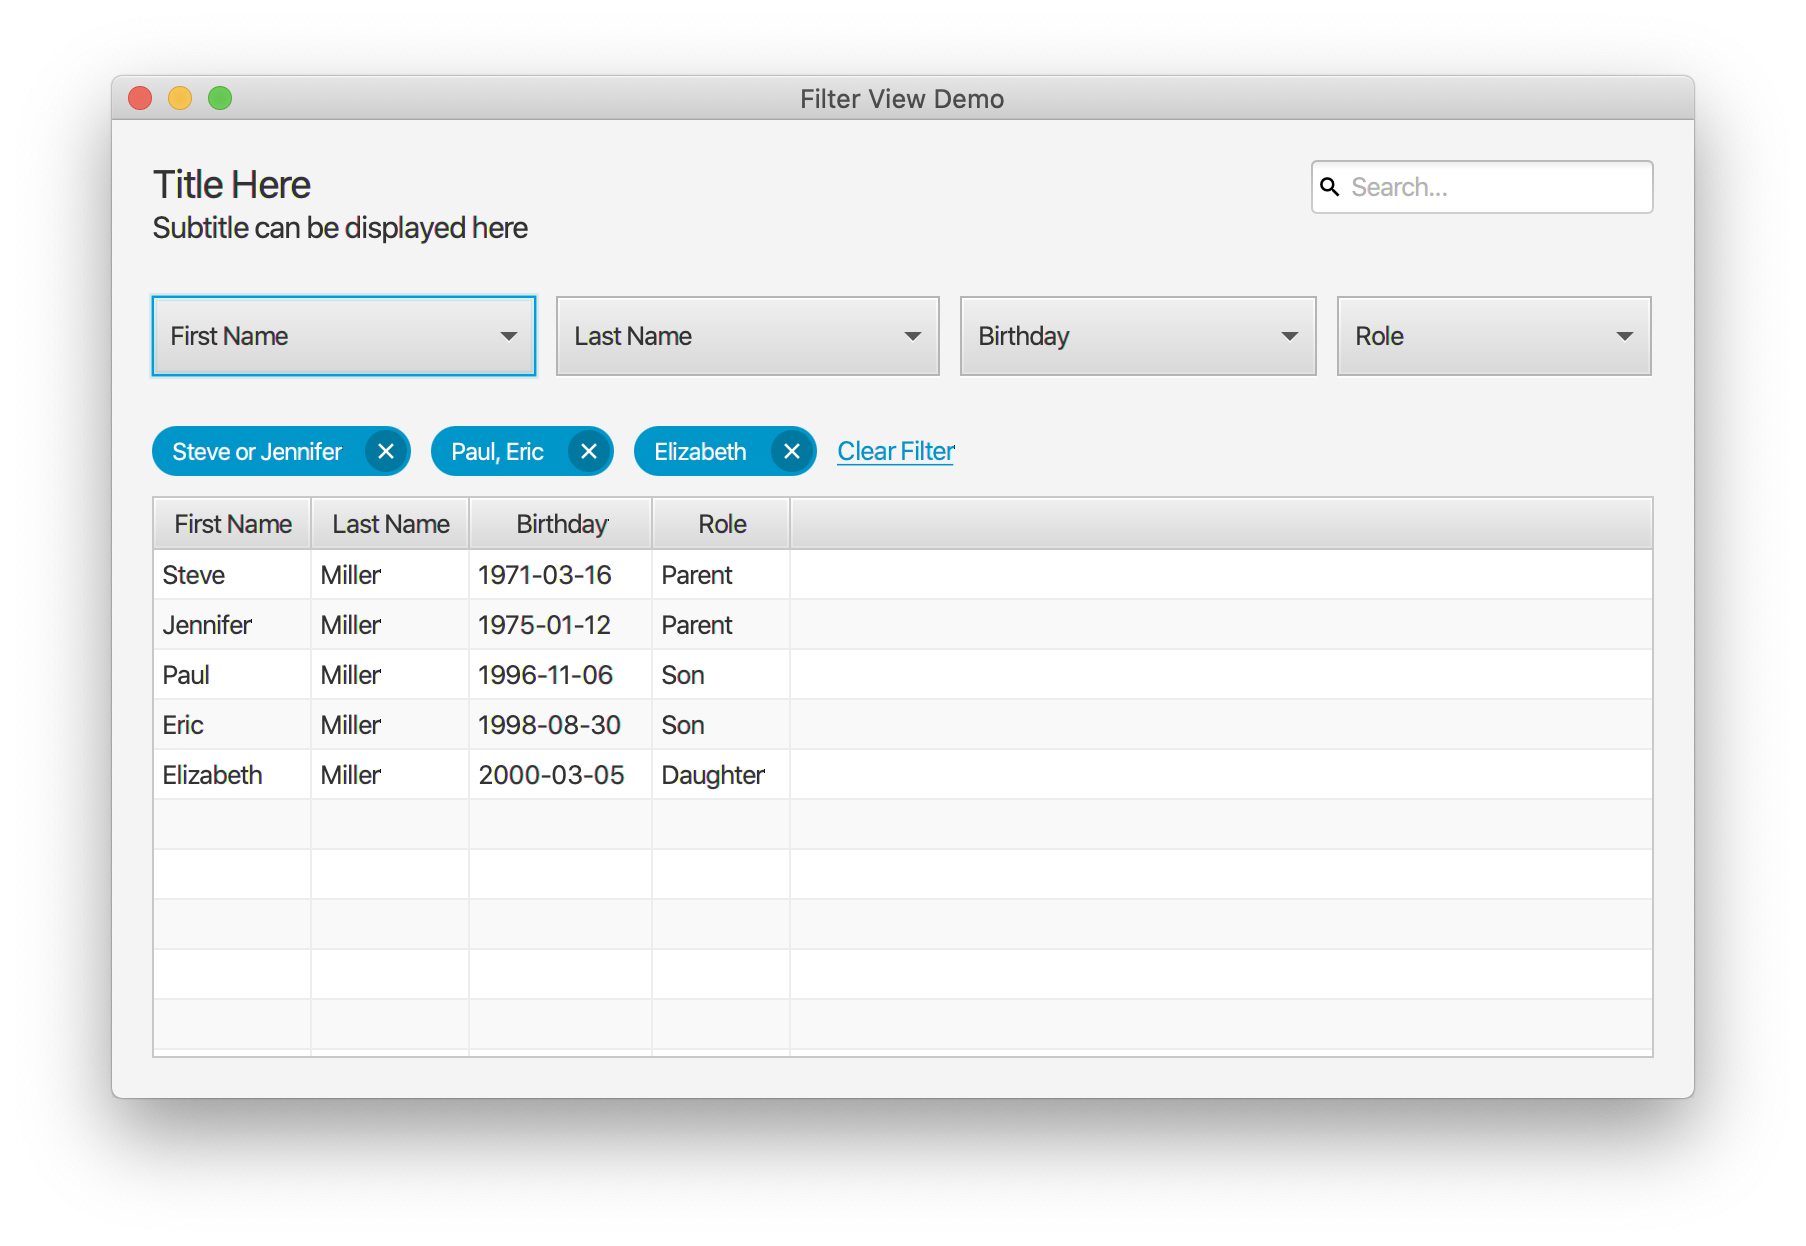 Filter View Demo
Title Here
Search...
Subtitle can be displayed here
First Name Last Name Birthday Role
Steve or Jennifer Paul, Eric Elizabeth Clear Filter
First Name Last Name Birthday Role
Steve Miller 1971-03-16 Parent
Jennifer Miller 1975-01-12 Parent
Paul Miller 1996-11-06 Son
Eric Miller 1998-08-30 Son
Elizabeth Miller 2000-03-05 Daughter